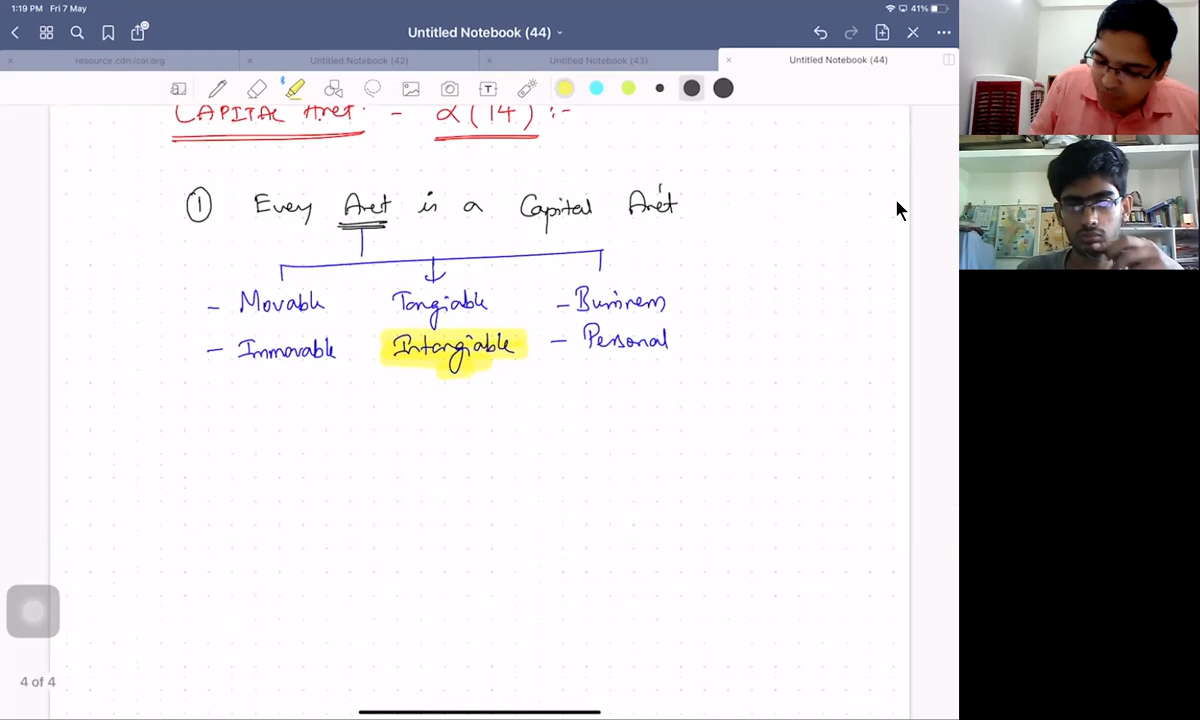 1:19 PM Fri 7 May
41%
Untitled Notebook (44)
resource.cdn.icai.org
Untitled Notebook (42)
Untitled Notebook (43)
Untitled Notebook (44)
CAPITAL Asset - 2(14) :-
① Every Asset is a Capital Asset
- Movable Tangiable - Business
- Immovable Intangiable - Personal
4 of 4